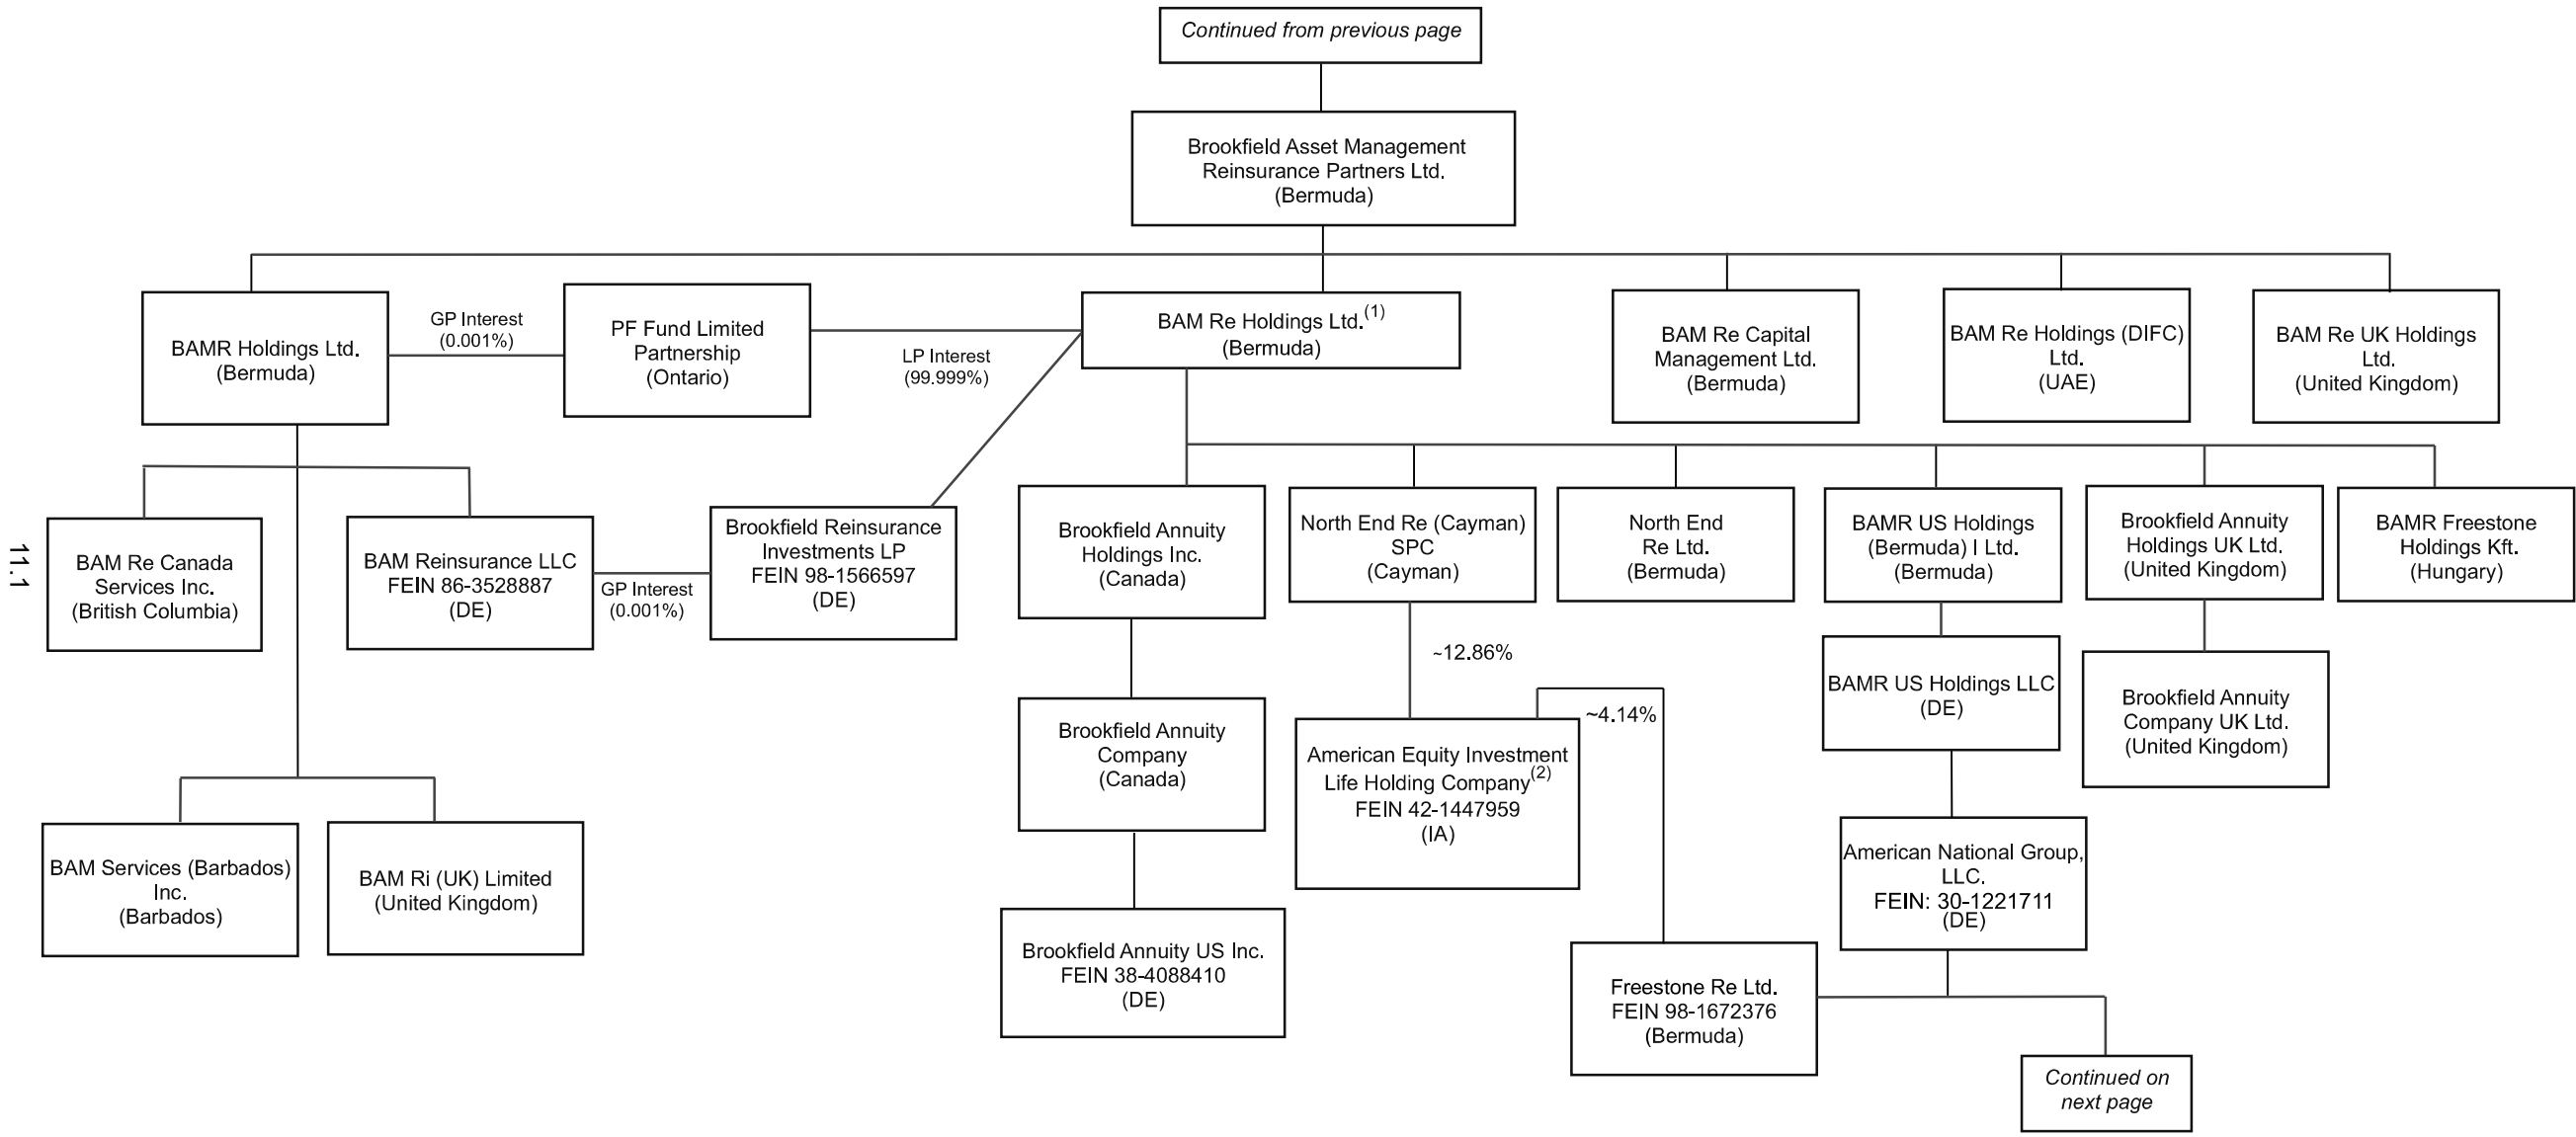 Continued from previous page
Brookfield Asset Management
Reinsurance Partners Ltd.
(Bermuda)
BAMR Holdings Ltd.
(Bermuda)
GP Interest
(0.001%)
PF Fund Limited
Partnership
(Ontario)
LP Interest
(99.999%)
BAM Re Holdings Ltd.(1)
(Bermuda)
BAM Re Capital
Management Ltd.
(Bermuda)
BAM Re Holdings (DIFC)
Ltd.
(UAE)
BAM Re UK Holdings
Ltd.
(United Kingdom)
11.1
BAM Re Canada
Services Inc.
(British Columbia)
BAM Reinsurance LLC
FEIN 86-3528887
(DE)
GP Interest
(0.001%)
Brookfield Reinsurance
Investments LP
FEIN 98-1566597
(DE)
Brookfield Annuity
Holdings Inc.
(Canada)
North End Re (Cayman)
SPC
(Cayman)
North End
Re Ltd.
(Bermuda)
BAMR US Holdings
(Bermuda) I Ltd.
(Bermuda)
Brookfield Annuity
Holdings UK Ltd.
(United Kingdom)
BAMR Freestone
Holdings Kft.
(Hungary)
~12.86%
~4.14%
BAMR US Holdings LLC
(DE)
Brookfield Annuity
Company UK Ltd.
(United Kingdom)
Brookfield Annuity
Company
(Canada)
American Equity Investment
Life Holding Company(2)
FEIN 42-1447959
(IA)
BAM Services (Barbados)
Inc.
(Barbados)
BAM Ri (UK) Limited
(United Kingdom)
American National Group,
LLC.
FEIN: 30-1221711
(DE)
Brookfield Annuity US Inc.
FEIN 38-4088410
(DE)
Freestone Re Ltd.
FEIN 98-1672376
(Bermuda)
Continued on
next page